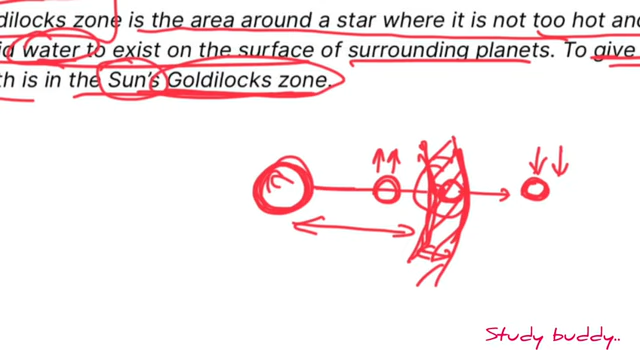 dilocks zone is the area around a star where it is not too hot and
water to exist on the surface of surrounding planets. To give
th is in the Sun's Goldilocks zone.
Study buddy..